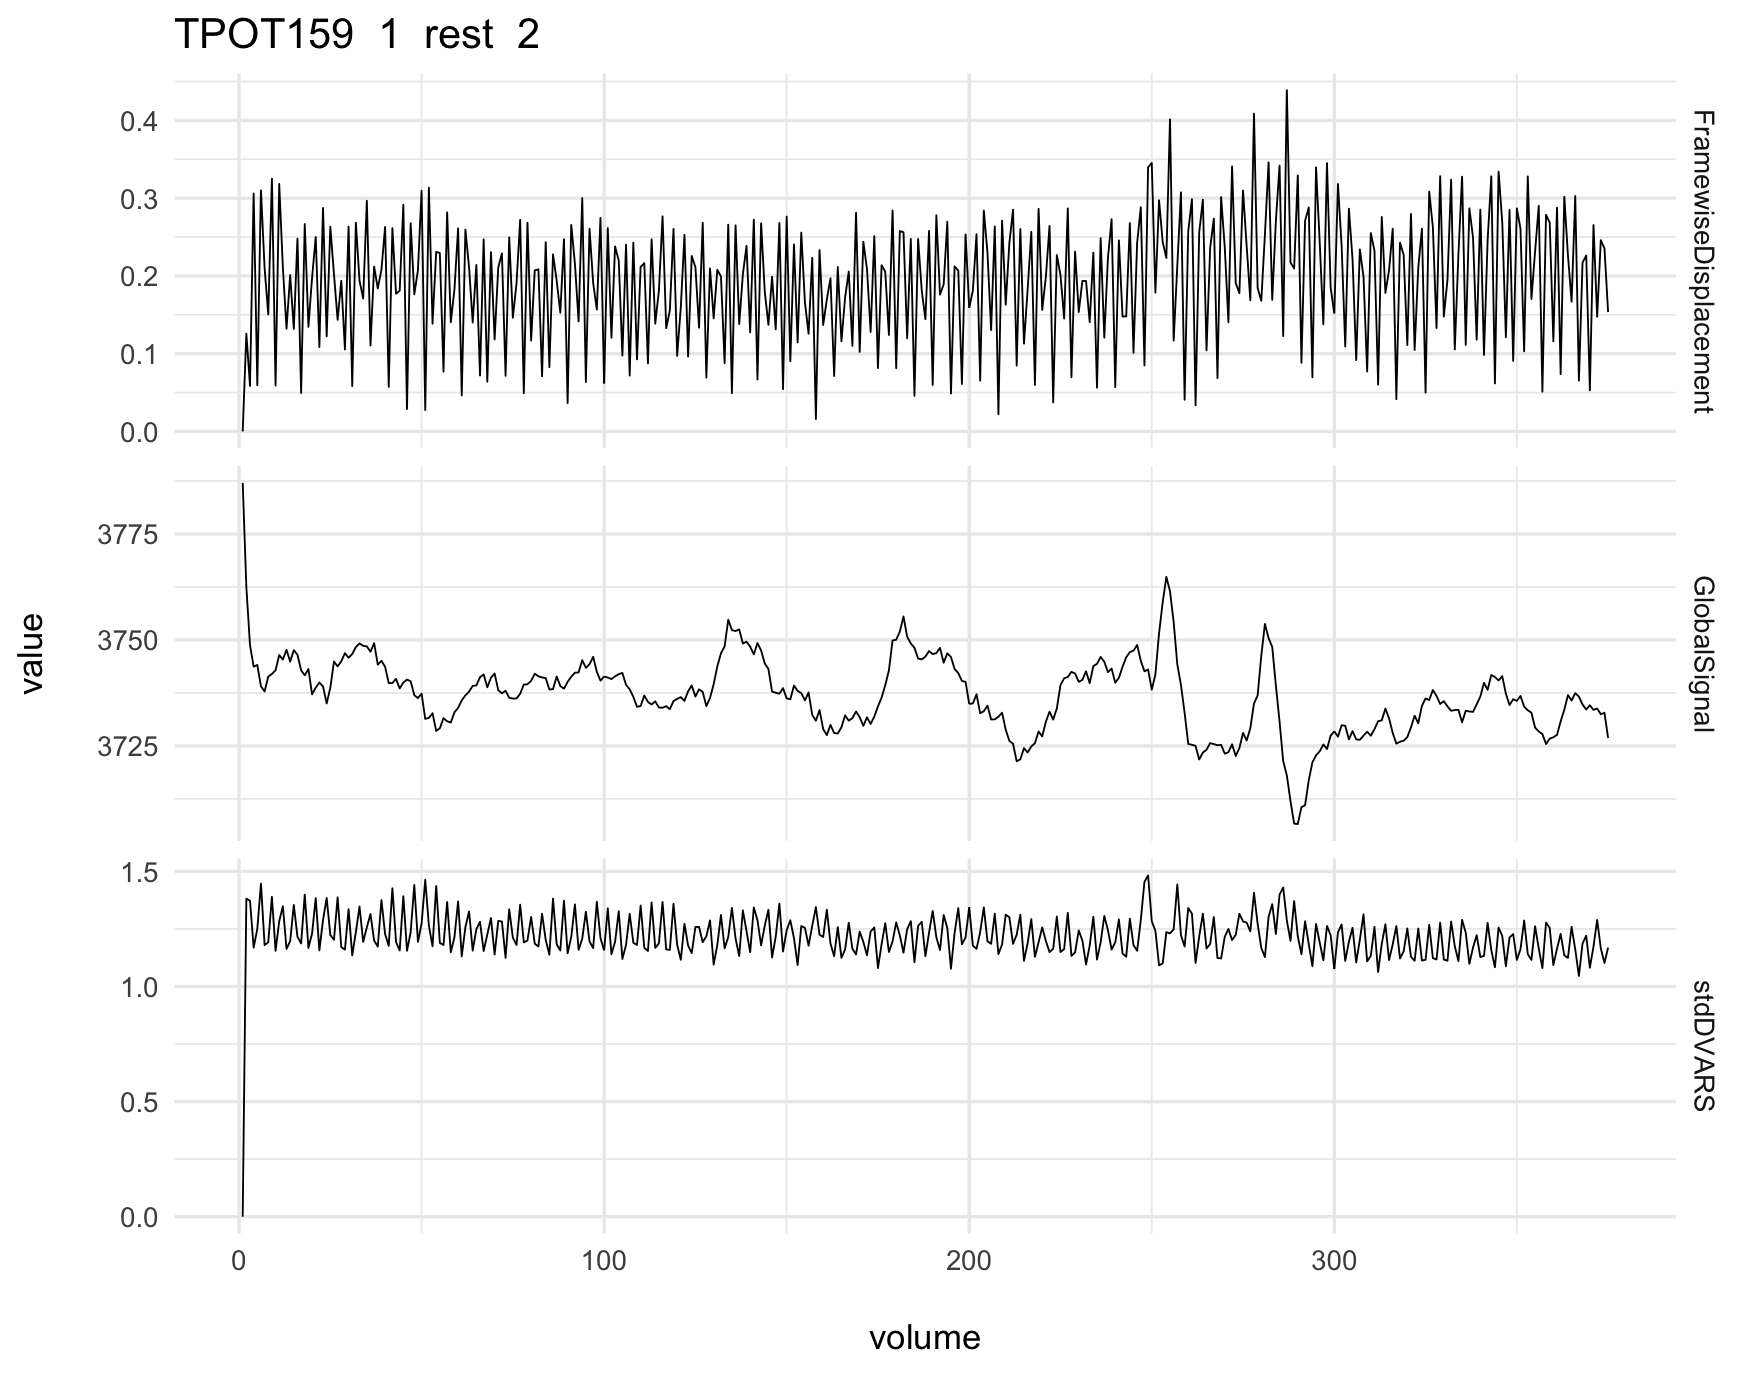 TPOT159 1 rest 2
value
0.4
0.3
0.2
0.1
0.0
FramewiseDisplacement
3775
3750
3725
GlobalSignal
1.5
1.0
0.5
0.0
stdDVARS
0 100 200 300
volume